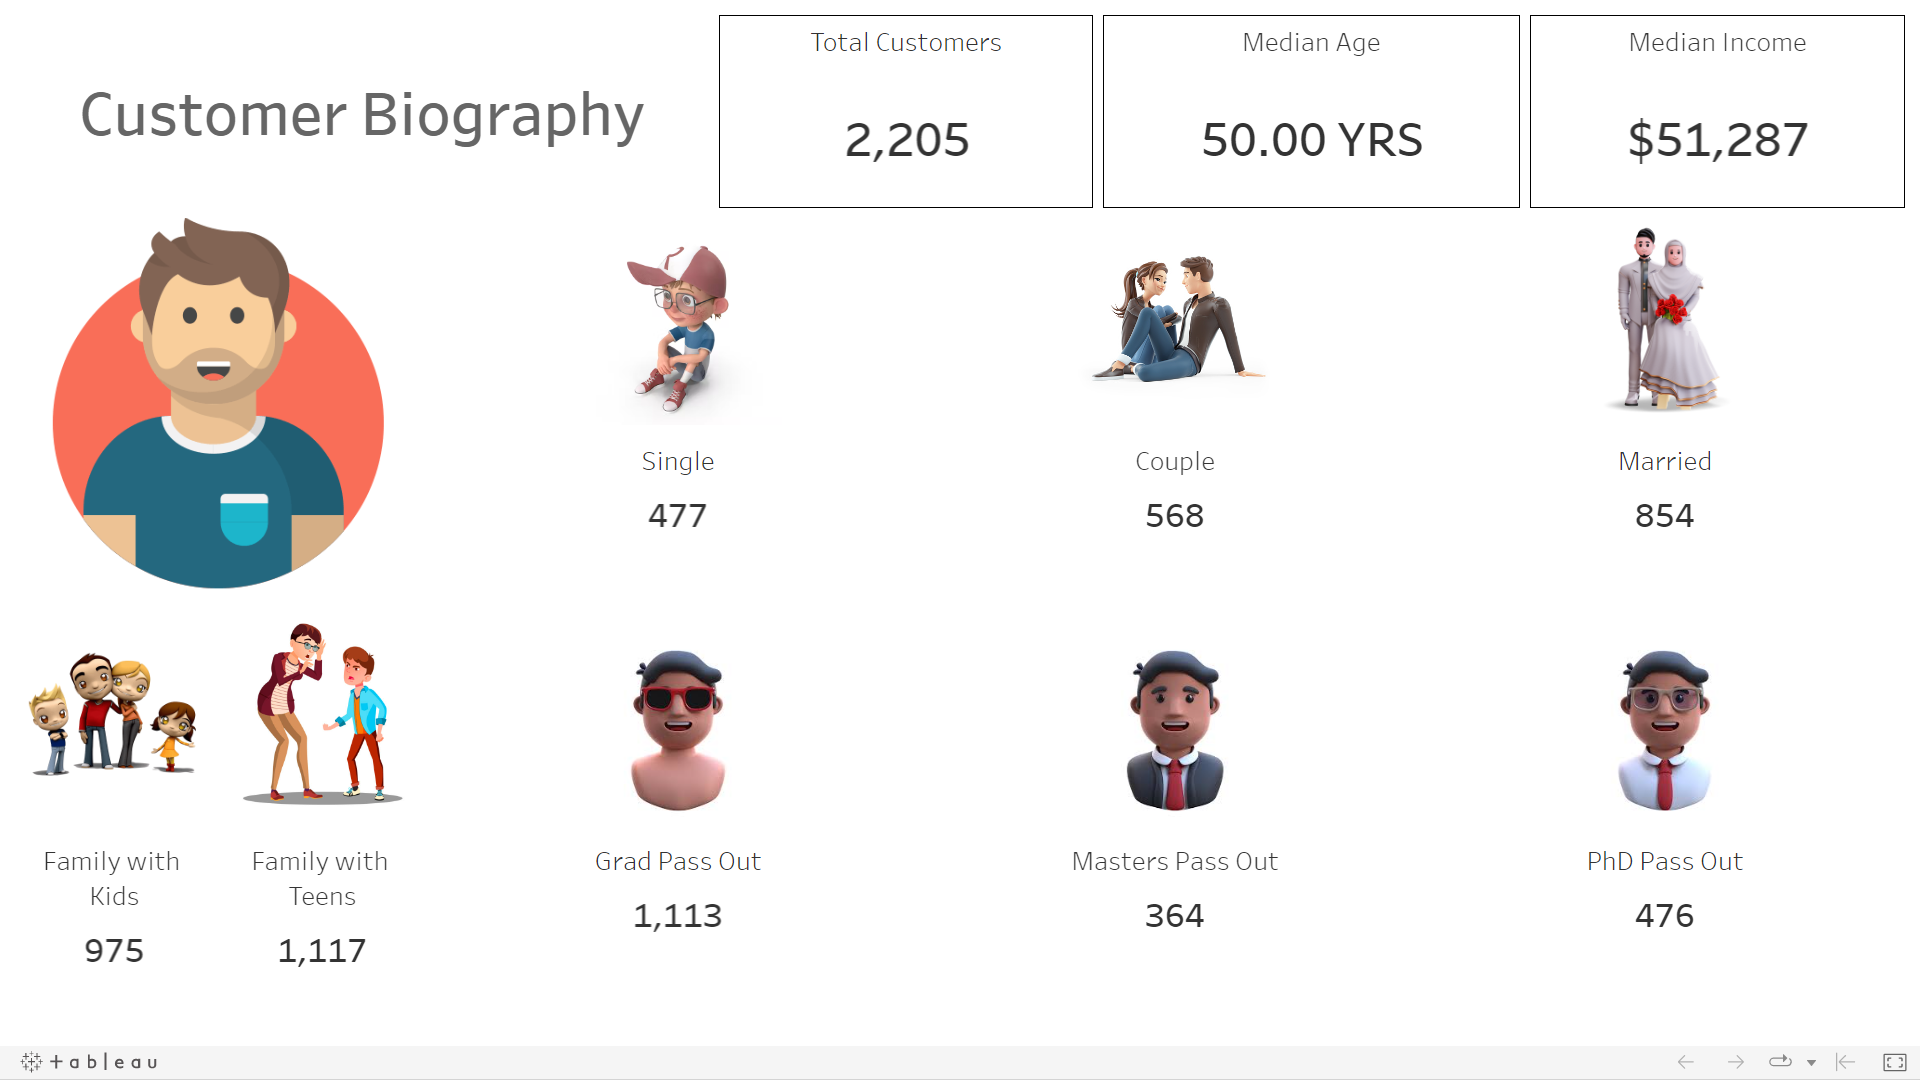 Customer Biography
Total Customers
2,205
Median Age
50.00 YRS
Median Income
$51,287
Single
477
Couple
568
Married
854
Family with
Kids
975
Family with
Teens
1,117
Grad Pass Out
1,113
Masters Pass Out
364
PhD Pass Out
476
+ableau